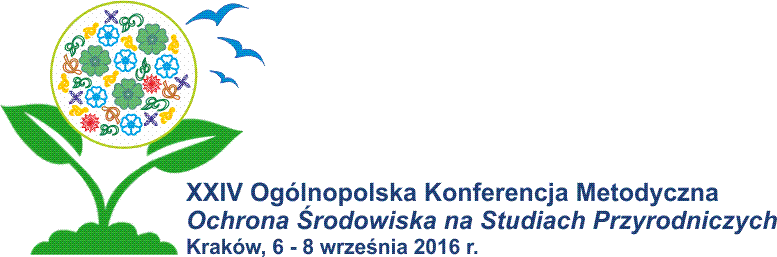 XXIV Ogólnopolska Konferencja Metodyczna
Ochrona Środowiska na Studiach Przyrodniczych
Kraków, 6 - 8 września 2016 r.